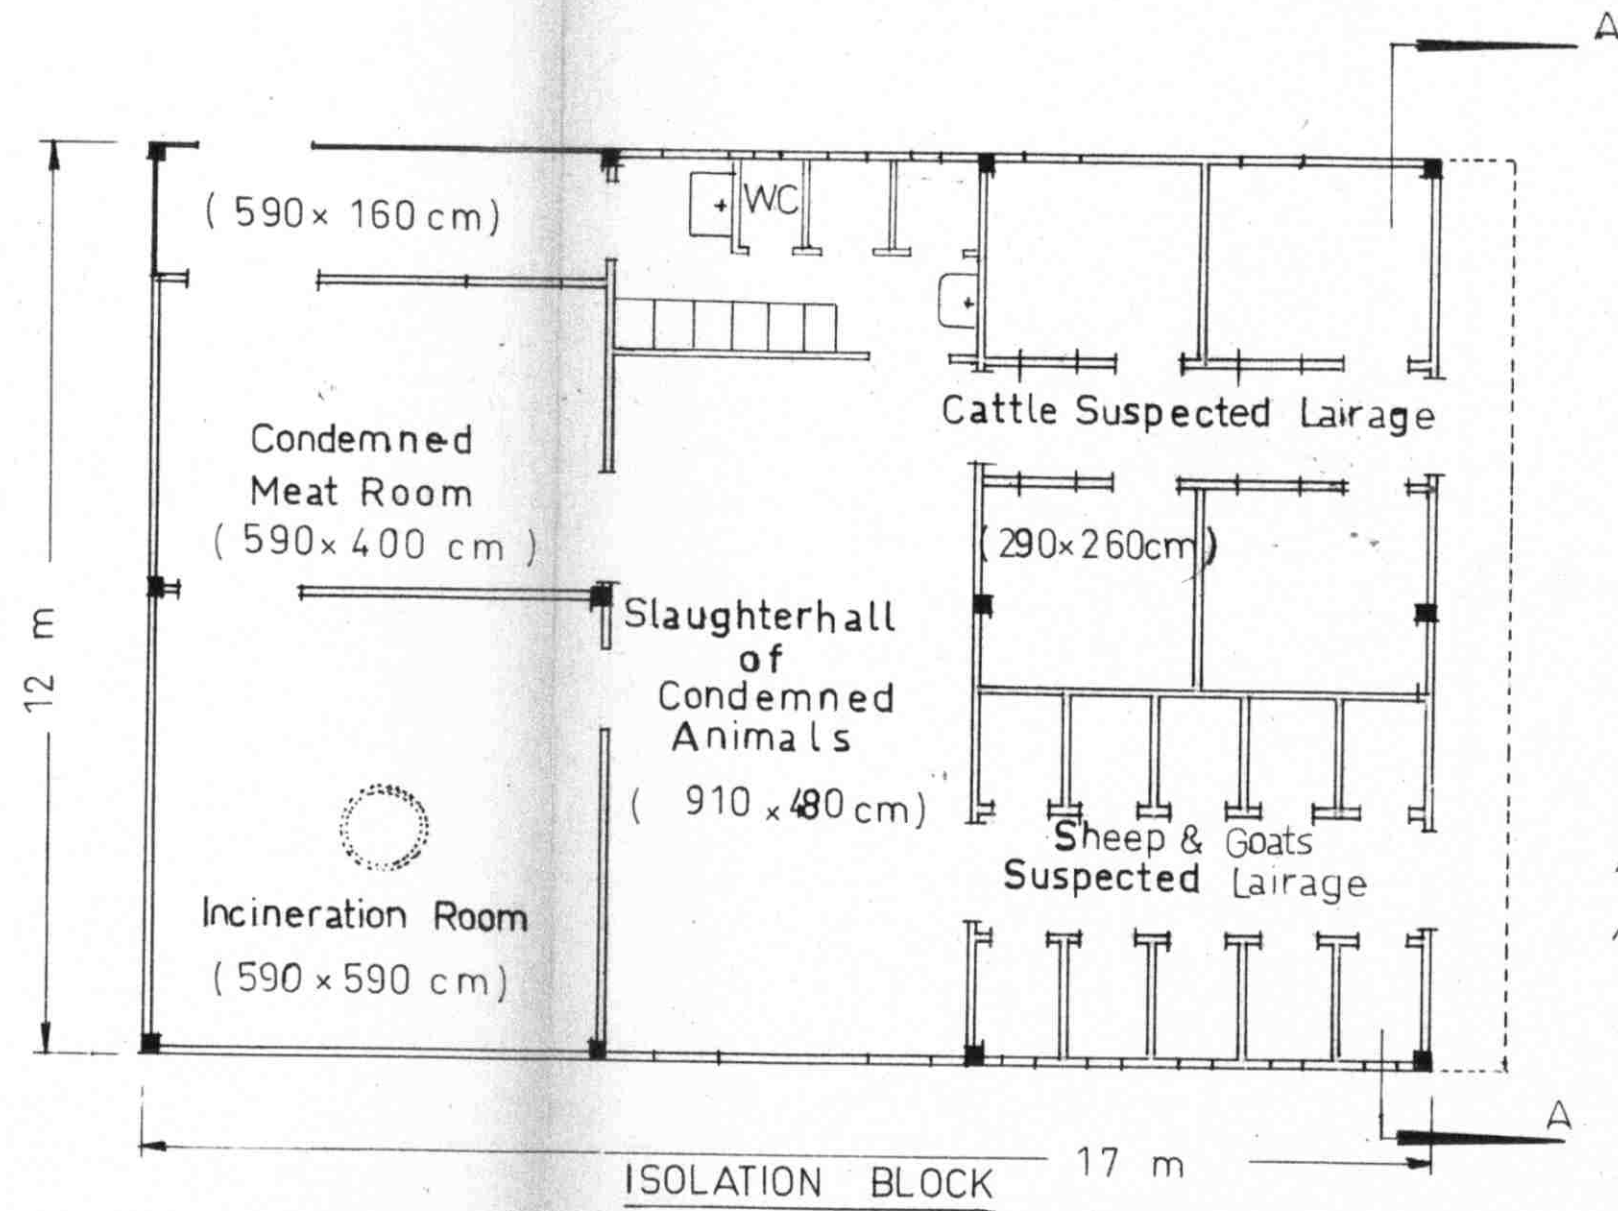 A
(590 × 160 cm)
WC
Condemned
Meat Room
(590 × 400 cm)
Cattle Suspected Lairage
(290 × 260cm)
12 m
Slaughterhall
of
Condemned
Animals
(910 × 480 cm)
Sheep & Goats
Suspected Lairage
Incineration Room
(590 × 590 cm)
A
17 m
ISOLATION BLOCK